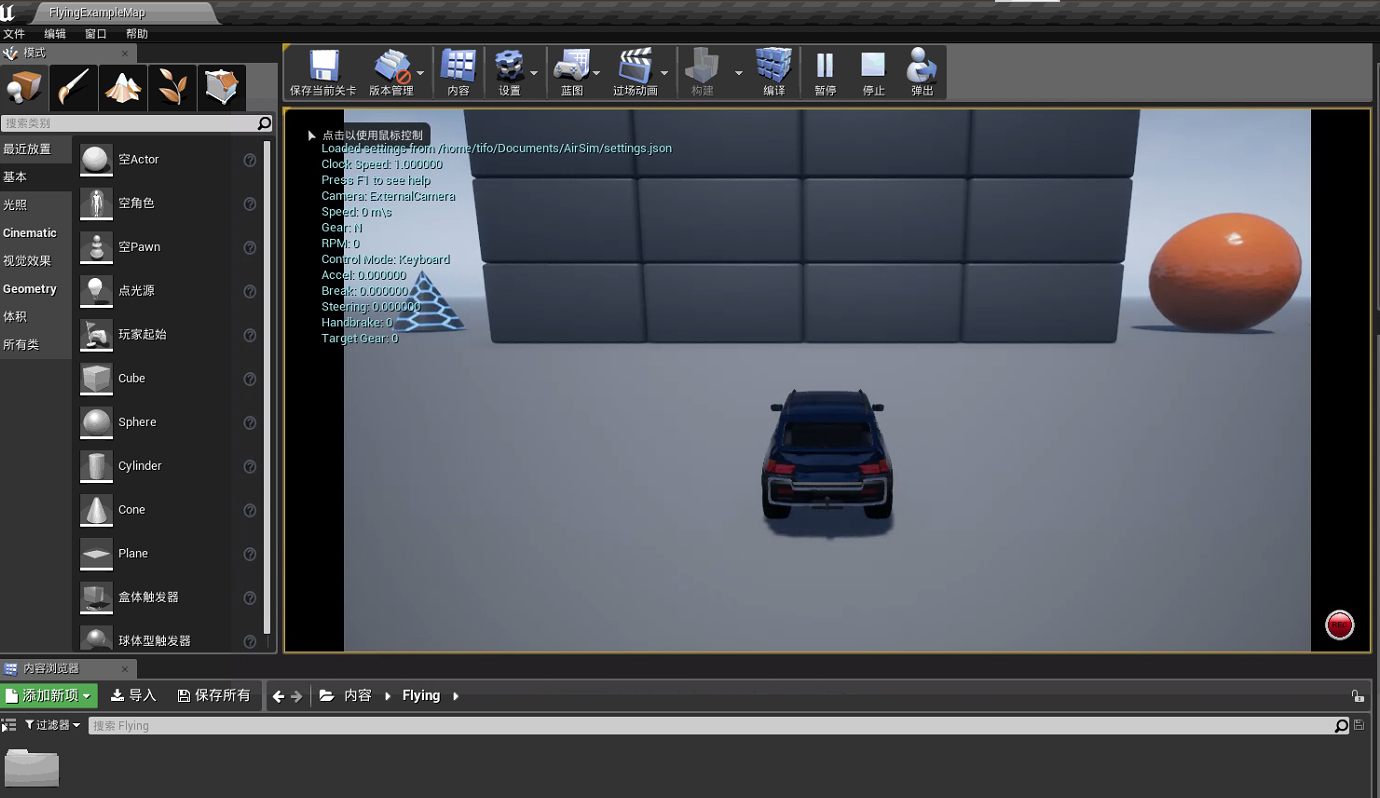 FlyingExampleMap
文件 编辑 窗口 帮助
模式
保存当前关卡 版本管理 内容 设置 蓝图 过场动画 构建 编译 暂停 停止 弹出
搜索类别
最近放置
基本
光照
Cinematic
视觉效果
Geometry
体积
所有类
空Actor
空角色
空Pawn
点光源
玩家起始
Cube
Sphere
Cylinder
Cone
Plane
盒体触发器
球体型触发器
点击以使用鼠标控制
Loaded settings from /home/tifo/Documents/AirSim/settings.json
Clock Speed: 1.000000
Press F1 to see help
Camera: ExternalCamera
Speed: 0 m\s
Gear: N
RPM: 0
Control Mode: Keyboard
Accel: 0.000000
Break: 0.000000
Steering: 0.000000
Handbrake: 0
Target Gear: 0
REC
内容浏览器
添加新项 导入 保存所有 内容 Flying
过滤器 搜索 Flying